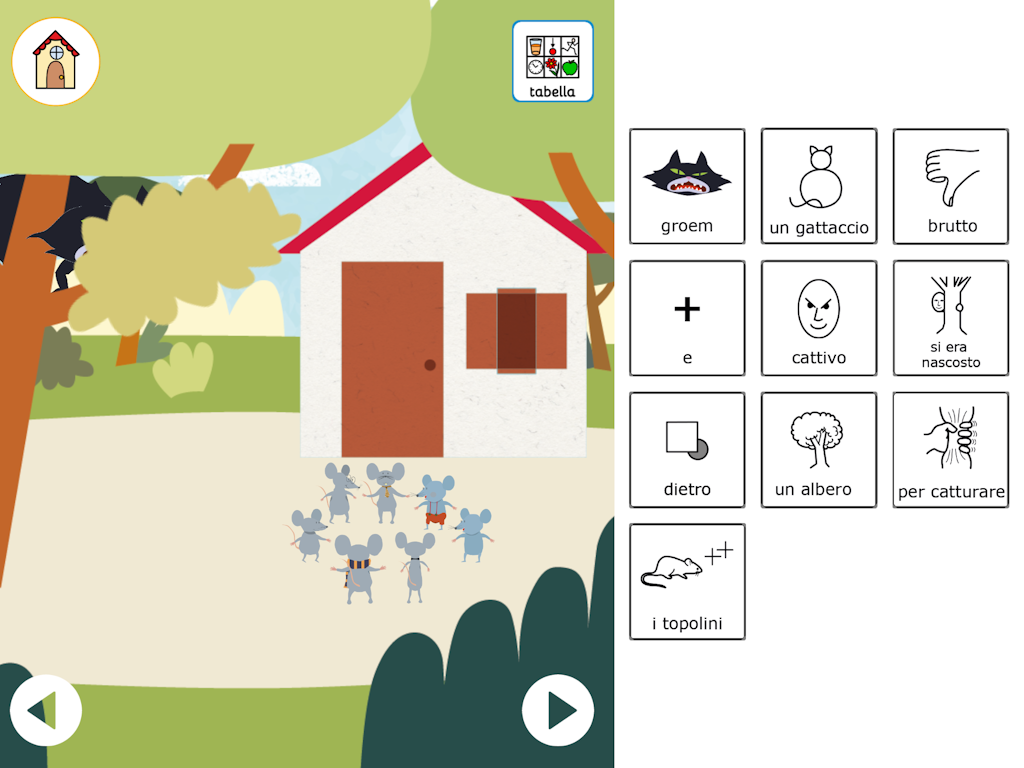 tabella
groem
un gattaccio
brutto
+
e
cattivo
si era
nascosto
dietro
un albero
per catturare
i topolini